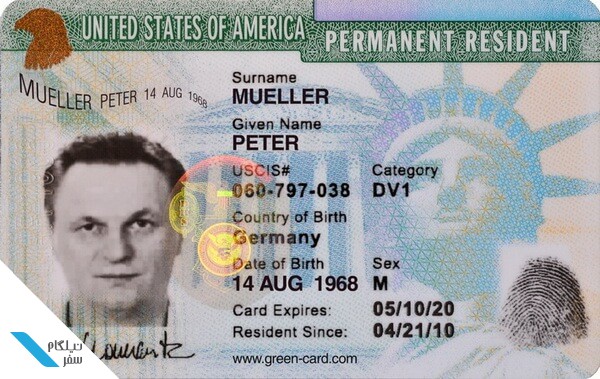 UNITED STATES OF AMERICA
PERMANENT RESIDENT
MUELLER PETER 14 AUG 1968
Surname
MUELLER
Given Name
PETER
USCIS# Category
060-797-038 DV1
Country of Birth
Germany
Date of Birth Sex
14 AUG 1968 M
Card Expires: 05/10/20
Resident Since: 04/21/10
www.green-card.com
تیلگام
سفر